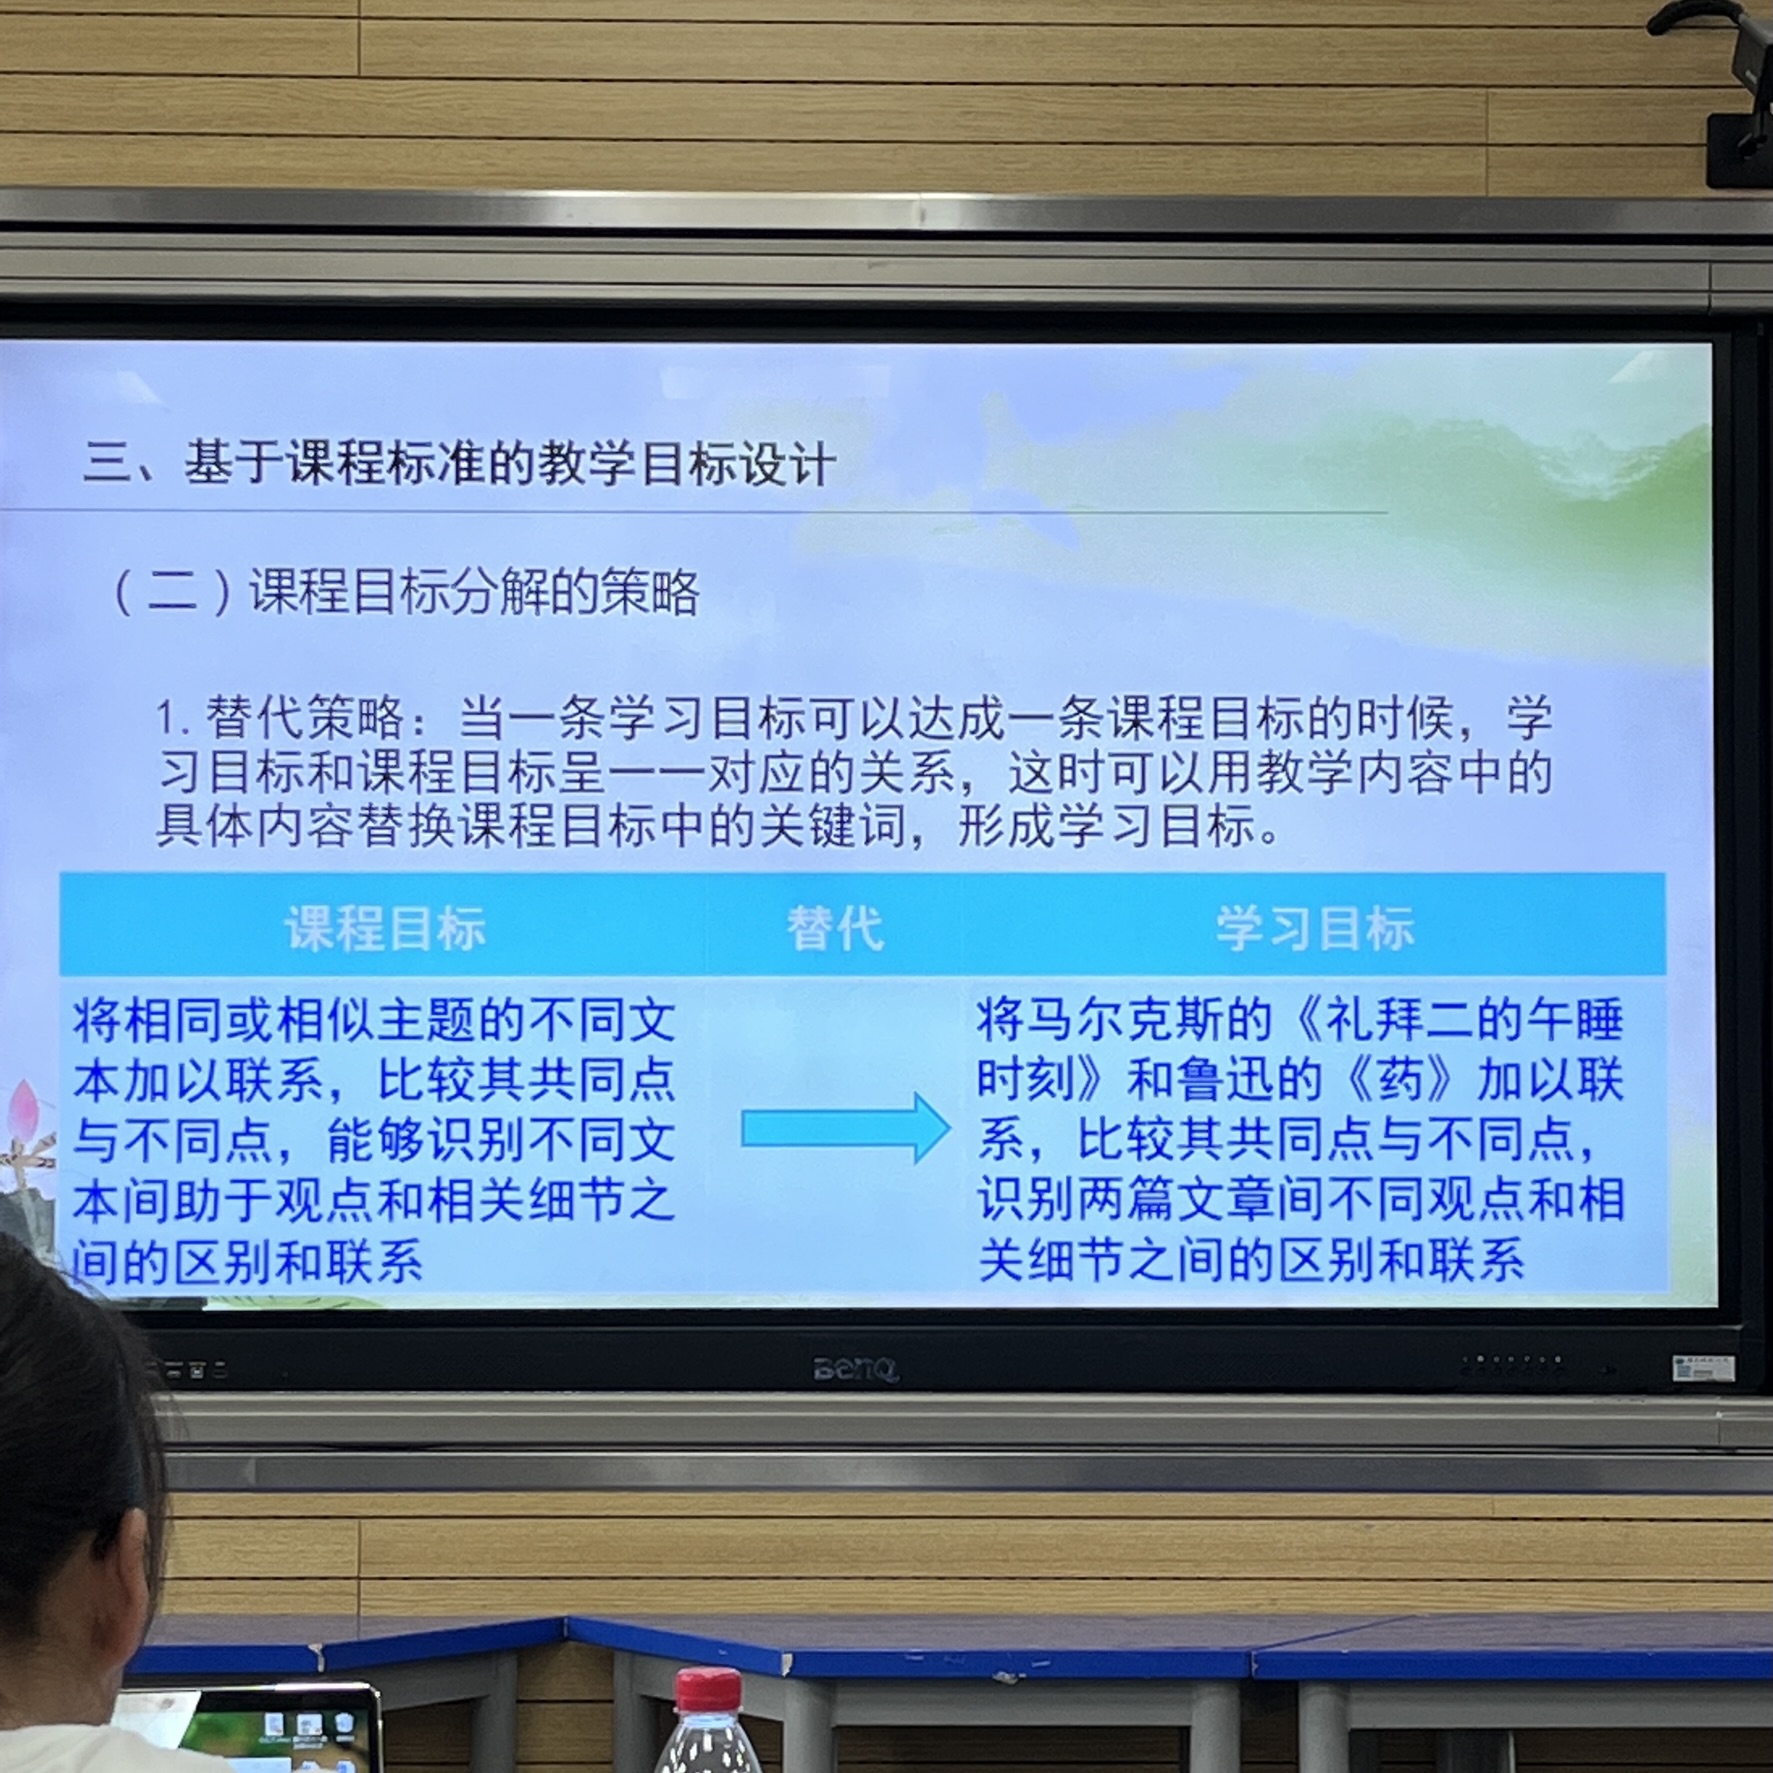 三、基于课程标准的教学目标设计
（二）课程目标分解的策略
1. 替代策略：当一条学习目标可以达成一条课程目标的时候，学
习目标和课程目标呈一一对应的关系，这时可以用教学内容中的
具体内容替换课程目标中的关键词，形成学习目标。
课程目标
替代
学习目标
将相同或相似主题的不同文
本加以联系，比较其共同点
与不同点，能够识别不同文
本间助于观点和相关细节之
间的区别和联系
将马尔克斯的《礼拜二的午睡
时刻》和鲁迅的《药》加以联
系，比较其共同点与不同点，
识别两篇文章间不同观点和相
关细节之间的区别和联系
BenQ